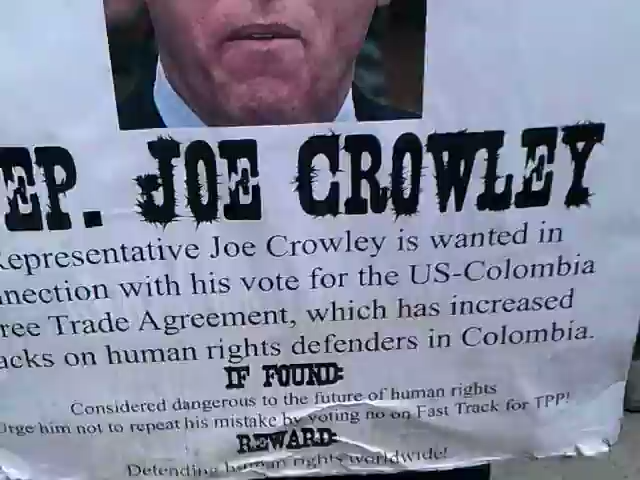 EP. JOE CROWLEY
Representative Joe Crowley is wanted in
nnection with his vote for the US-Colombia
ree Trade Agreement, which has increased
acks on human rights defenders in Colombia.
IF FOUND:
Considered dangerous to the future of human rights
Urge him not to repeat his mistake by voting no on Fast Track for TPP!
REWARD:
Defending human rights worldwide!